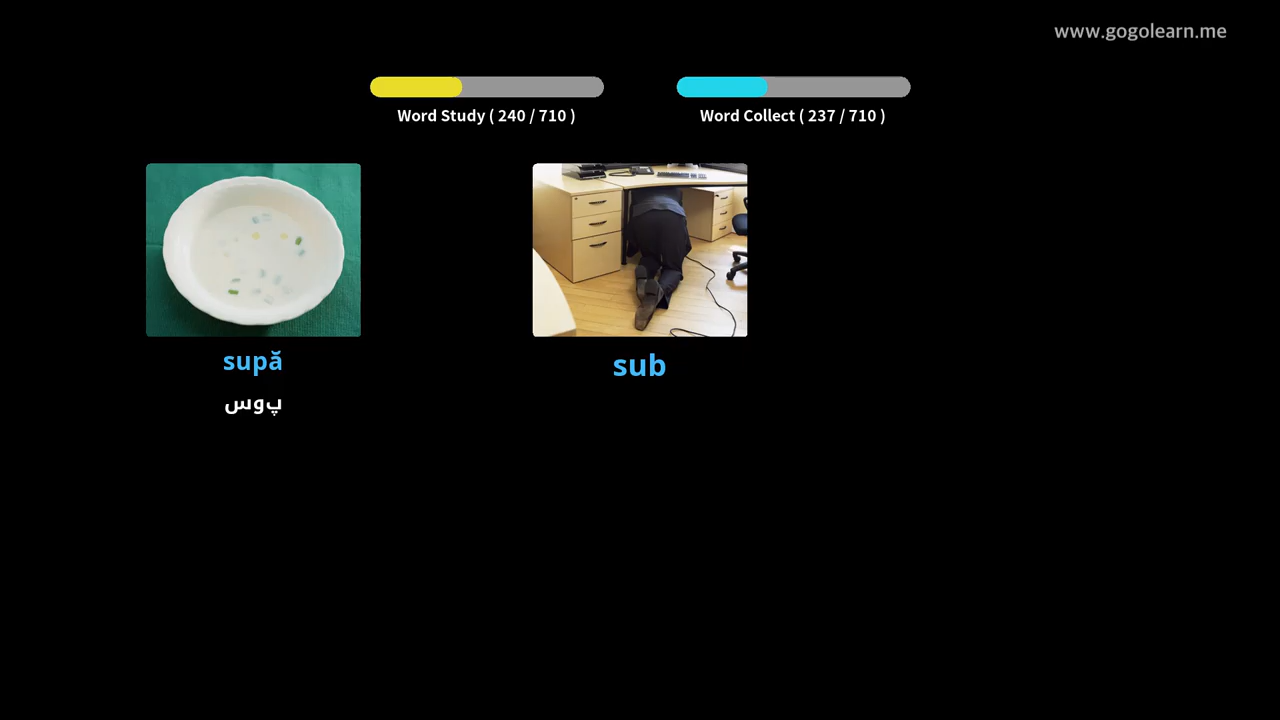 www.gogolearn.me
Word Study ( 240 / 710 )
Word Collect ( 237 / 710 )
supă
پوس
sub